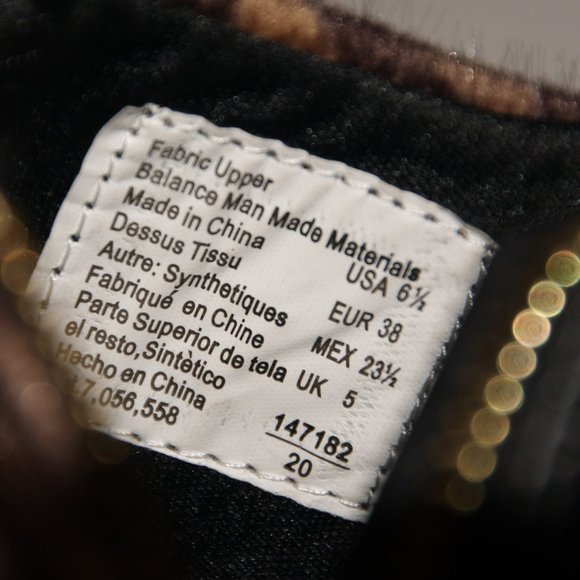 Fabric Upper
Balance Man Made Materials
Made in China
Dessus Tissu
Autre: Synthetiques
Fabriqué en Chine
Parte Superior de tela
el resto, Sintètico
Hecho en China
7,056,558
USA 6½
EUR 38
MEX 23½
UK 5
147182
20